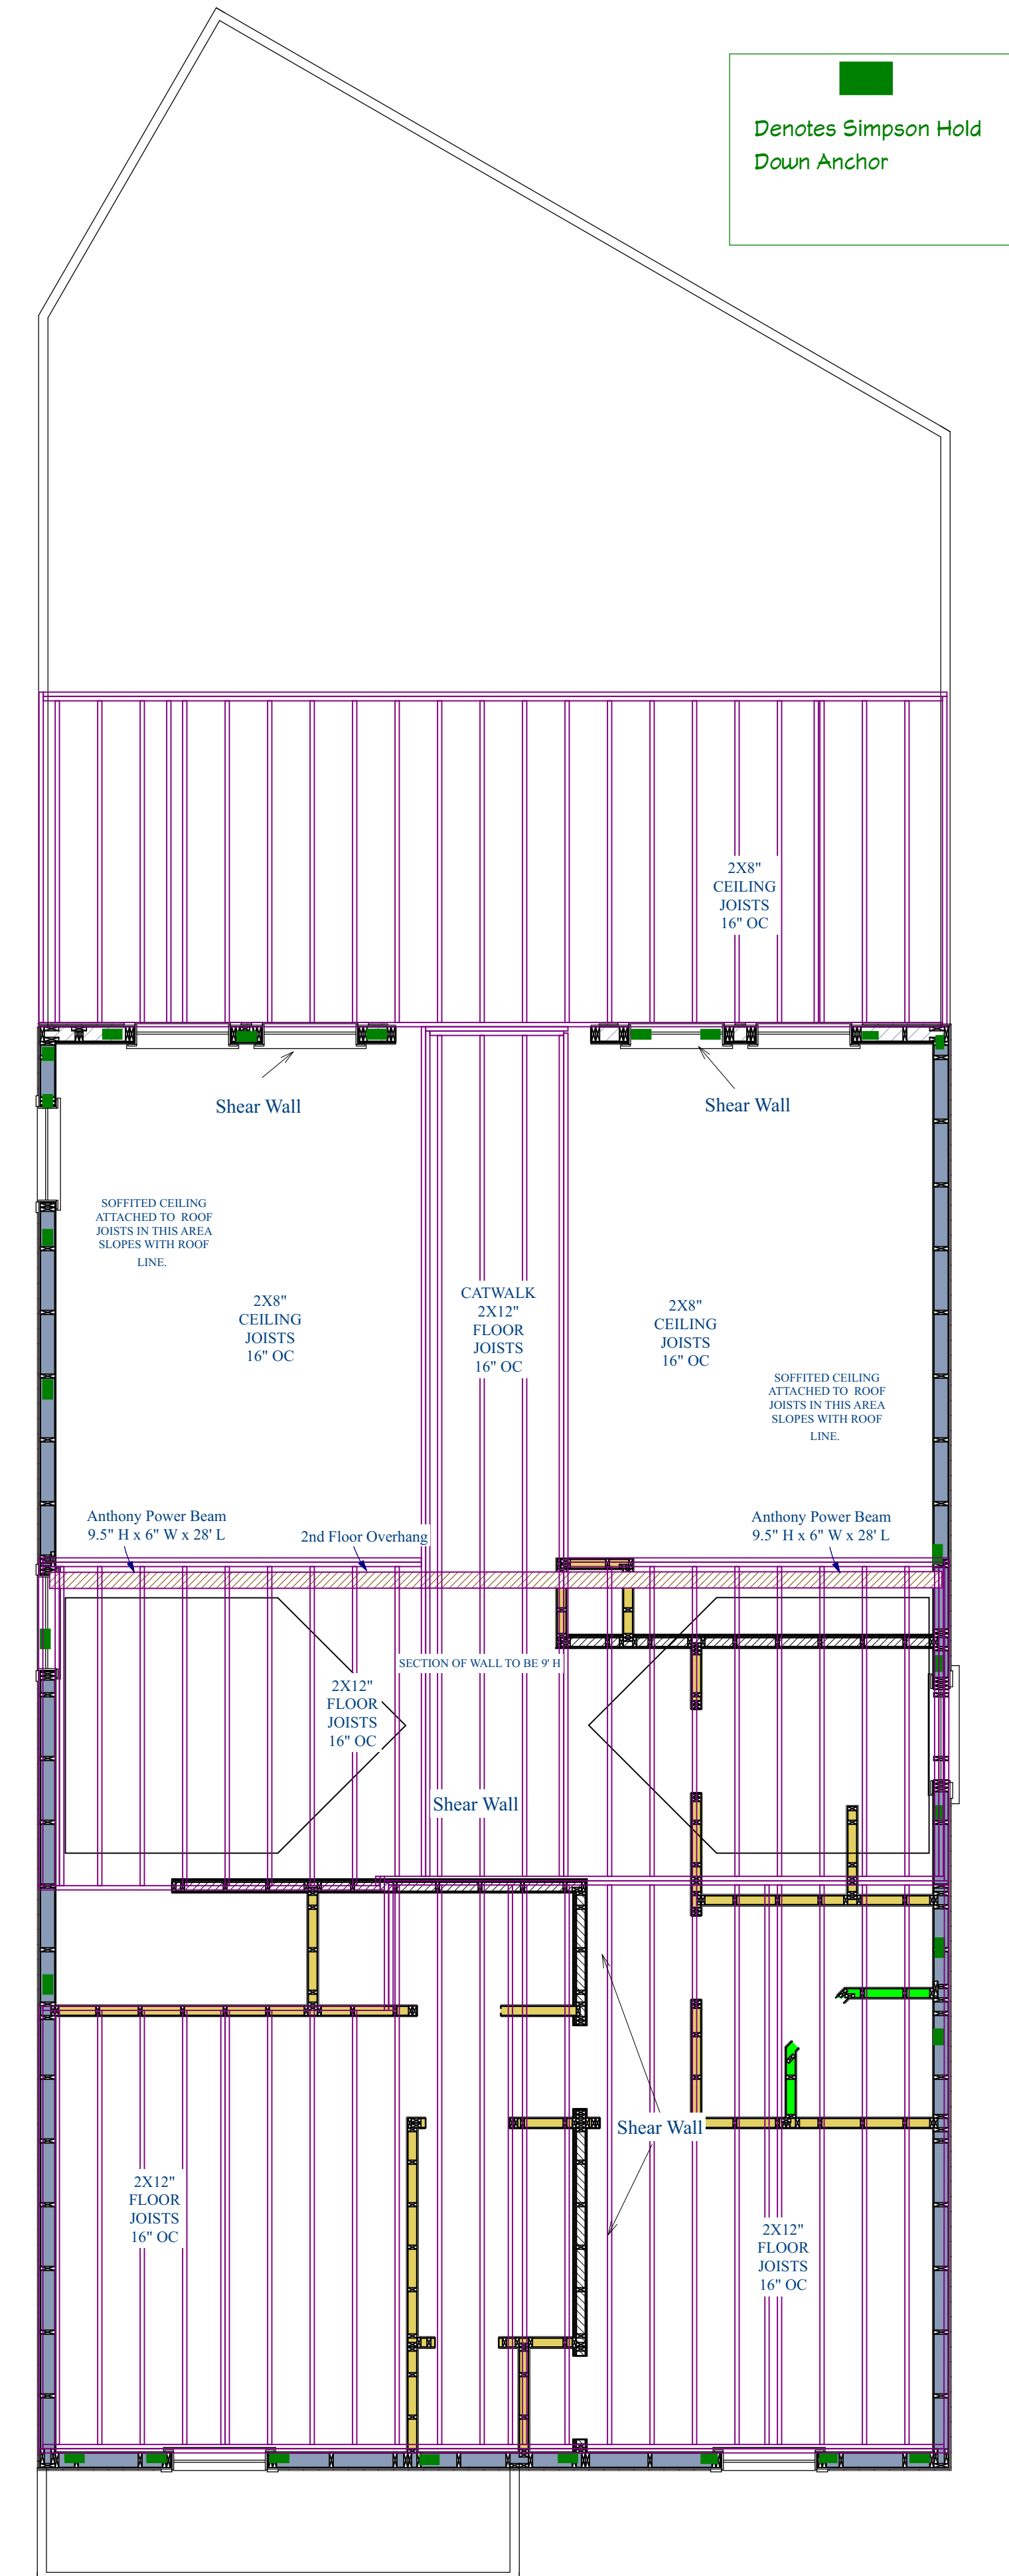 Denotes Simpson Hold
Down Anchor
2X8"
CEILING
JOISTS
16" OC
Shear Wall
Shear Wall
SOFFITED CEILING
ATTACHED TO ROOF
JOISTS IN THIS AREA
SLOPES WITH ROOF
LINE.
2X8"
CEILING
JOISTS
16" OC
CATWALK
2X12"
FLOOR
JOISTS
16" OC
2X8"
CEILING
JOISTS
16" OC
SOFFITED CEILING
ATTACHED TO ROOF
JOISTS IN THIS AREA
SLOPES WITH ROOF
LINE.
Anthony Power Beam
9.5" H x 6" W x 28' L
2nd Floor Overhang
Anthony Power Beam
9.5" H x 6" W x 28' L
SECTION OF WALL TO BE 9' H
2X12"
FLOOR
JOISTS
16" OC
Shear Wall
Shear Wall
2X12"
FLOOR
JOISTS
16" OC
2X12"
FLOOR
JOISTS
16" OC